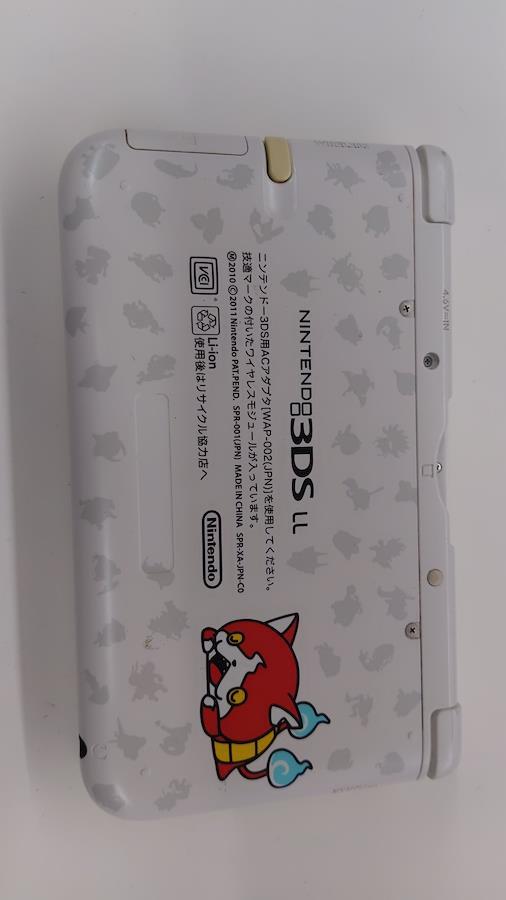 4.6V⎓IN
NINTENDO 3DS LL
ニンテンドー3DS用ACアダプタ[WAP-002(JPN)]を使用してください。
技適マークの付いたワイヤレスモジュールが入っています。
Ⓜ2010 ©2011 Nintendo PAT.PEND. SPR-001(JPN) MADE IN CHINA SPR-XA-JPN-C0
VCI
Li-ion
使用後はリサイクル協力店へ
Nintendo